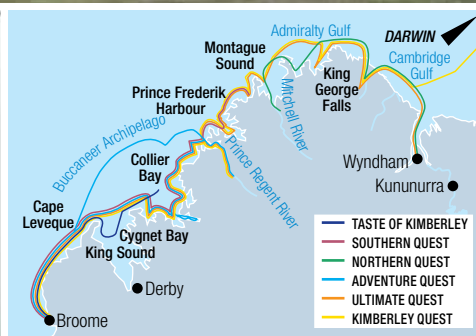 DARWIN
Admiralty Gulf
Cambridge
Gulf
Montague
Sound
King
George
Falls
Mitchell River
Prince Frederik
Harbour
Buccaneer Archipelago
Prince Regent River
Collier
Bay
Wyndham
Kununurra
Cape
Leveque
Cygnet Bay
King Sound
Derby
Broome
TASTE OF KIMBERLEY
SOUTHERN QUEST
NORTHERN QUEST
ADVENTURE QUEST
ULTIMATE QUEST
KIMBERLEY QUEST